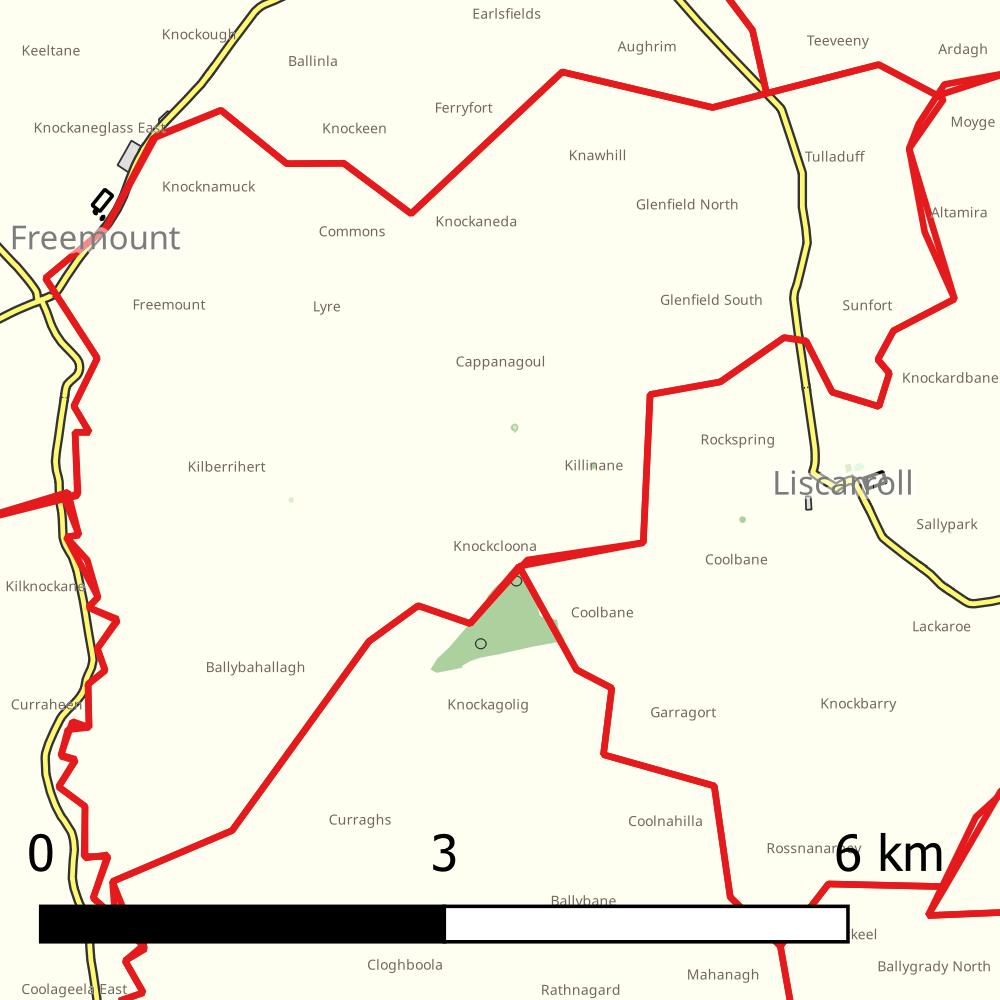 Earlsfields
Knockough
Keeltane
Teeveeny
Aughrim
Ardagh
Ballinla
Ferryfort
Moyge
Knockaneglass East
Knockeen
Knawhill
Tulladuff
Knocknamuck
Glenfield North
Altamira
Knockaneda
Commons
Freemount
Glenfield South
Freemount
Lyre
Sunfort
Cappanagoul
Knockardbane
Rockspring
Kilberrihert
Killinane
Liscarroll
Sallypark
Knockcloona
Coolbane
Kilknockane
Coolbane
Lackaroe
Ballybahallagh
Curraheen
Knockagolig
Garragort
Knockbarry
Curraghs
Coolnahilla
Rossnanarney
0 3 6 km
Ballybane
keel
Cloghboola
Mahanagh
Ballygrady North
Coolageela East
Rathnagard